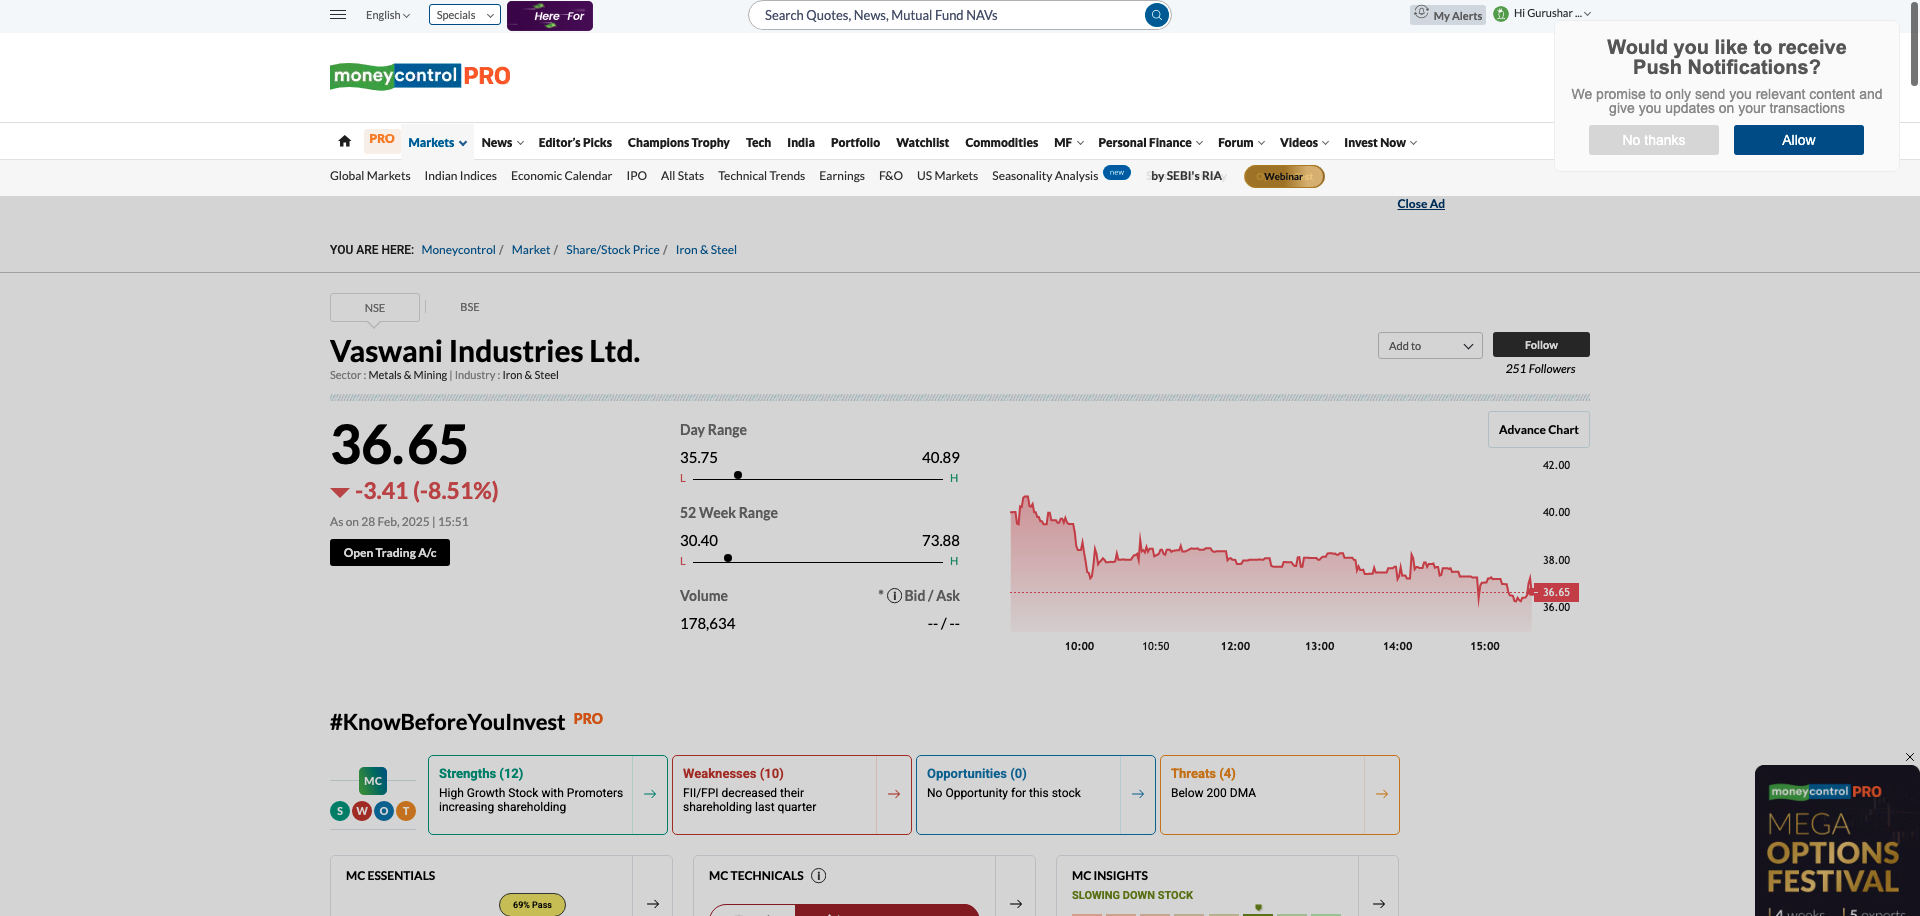 English
Specials
Here For
Search Quotes, News, Mutual Fund NAVs
My Alerts
Hi Gurushar ...
Would you like to receive
Push Notifications?
We promise to only send you relevant content and
give you updates on your transactions
No thanks
Allow
moneycontrol PRO
PRO
Markets
News
Editor's Picks
Champions Trophy
Tech
India
Portfolio
Watchlist
Commodities
MF
Personal Finance
Forum
Videos
Invest Now
Global Markets
Indian Indices
Economic Calendar
IPO
All Stats
Technical Trends
Earnings
F&O
US Markets
Seasonality Analysis
new
by SEBI's RIA
Webinar
Close Ad
YOU ARE HERE: Moneycontrol / Market / Share/Stock Price / Iron & Steel
NSE
BSE
Vaswani Industries Ltd.
Sector : Metals & Mining | Industry : Iron & Steel
Add to
Follow
251 Followers
36.65
-3.41 (-8.51%)
As on 28 Feb, 2025 | 15:51
Open Trading A/c
Day Range
35.75 40.89
L H
52 Week Range
30.40 73.88
L H
Volume * i Bid / Ask
178,634 -- / --
Advance Chart
42.00
40.00
38.00
36.65
36.00
10:00 10:50 12:00 13:00 14:00 15:00
#KnowBeforeYouInvest PRO
MC
S W O T
Strengths (12)
High Growth Stock with Promoters
increasing shareholding
Weaknesses (10)
FII/FPI decreased their
shareholding last quarter
Opportunities (0)
No Opportunity for this stock
Threats (4)
Below 200 DMA
MC ESSENTIALS
69% Pass
MC TECHNICALS i
MC INSIGHTS
SLOWING DOWN STOCK
moneycontrol PRO
MEGA
OPTIONS
FESTIVAL